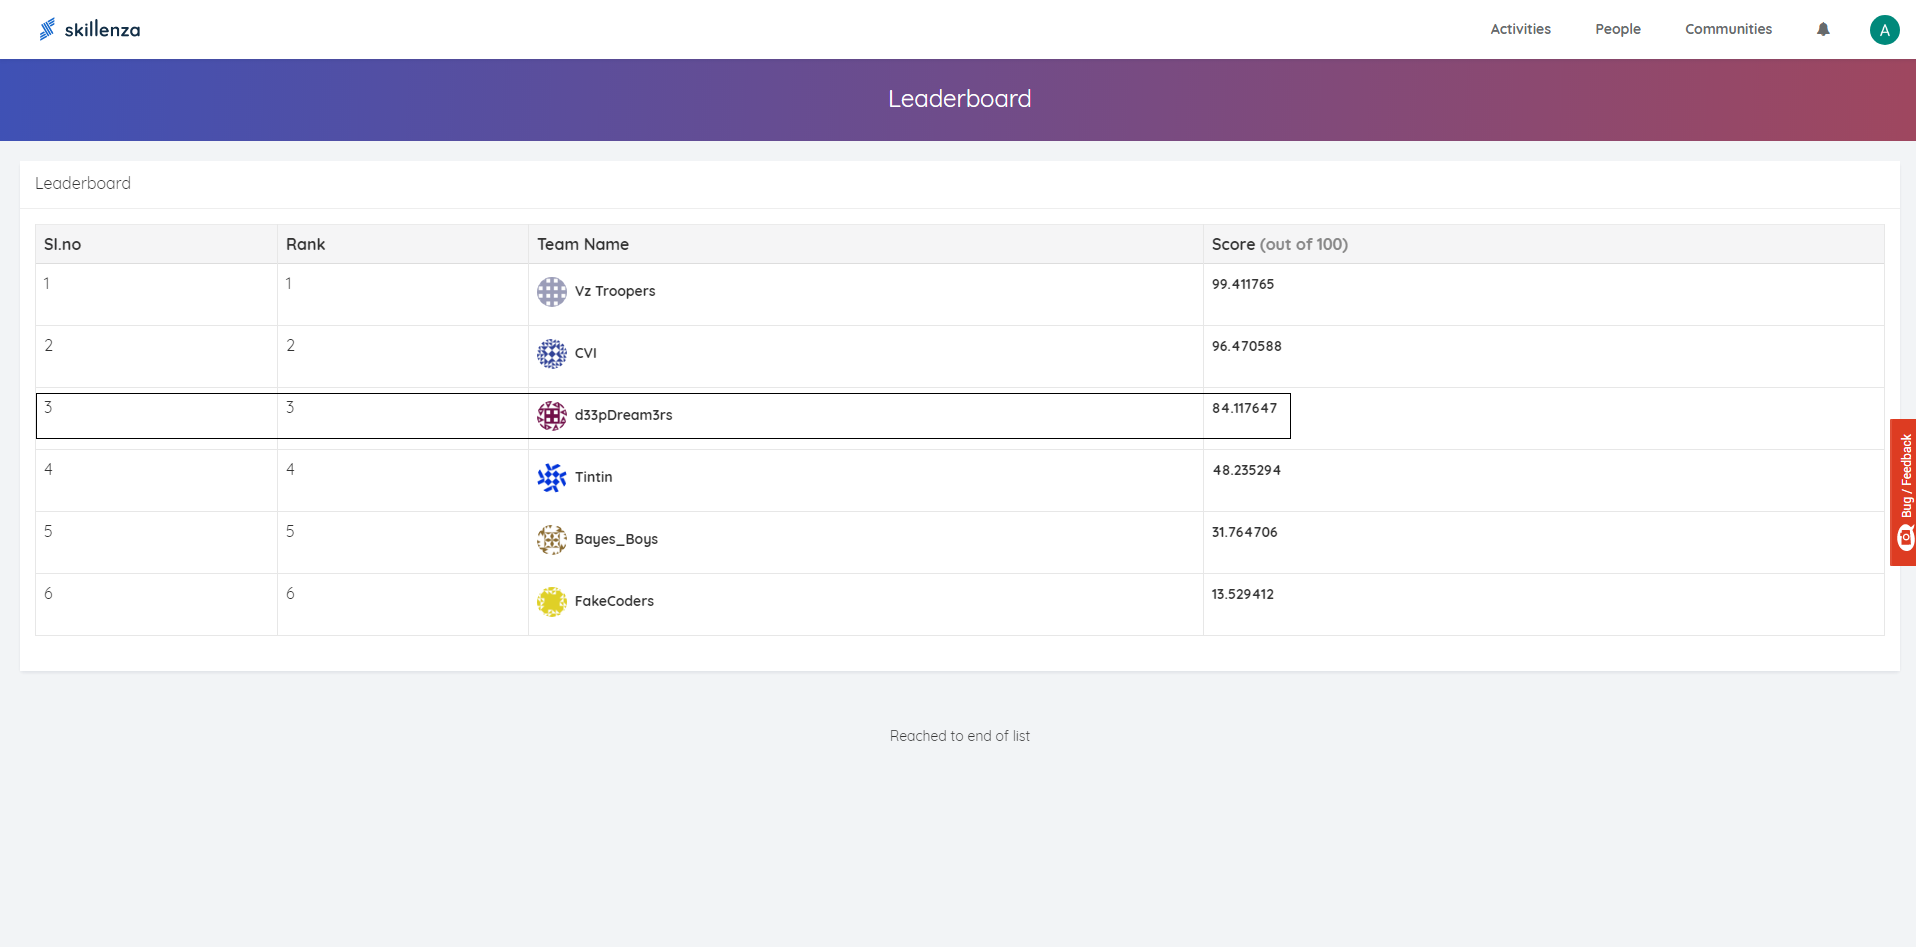 skillenza Activities People Communities A
Leaderboard
Leaderboard
Sl.no Rank Team Name Score (out of 100)
1 1 Vz Troopers 99.411765
2 2 CVI 96.470588
3 3 d33pDream3rs 84.117647
4 4 Tintin 48.235294
5 5 Bayes_Boys 31.764706
6 6 FakeCoders 13.529412
Bug / Feedback
Reached to end of list